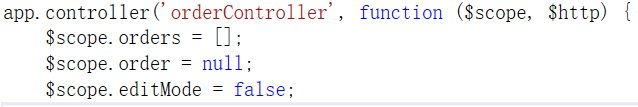 app.controller('orderController', function ($scope, $http) {
    $scope.orders = [];
    $scope.order = null;
    $scope.editMode = false;